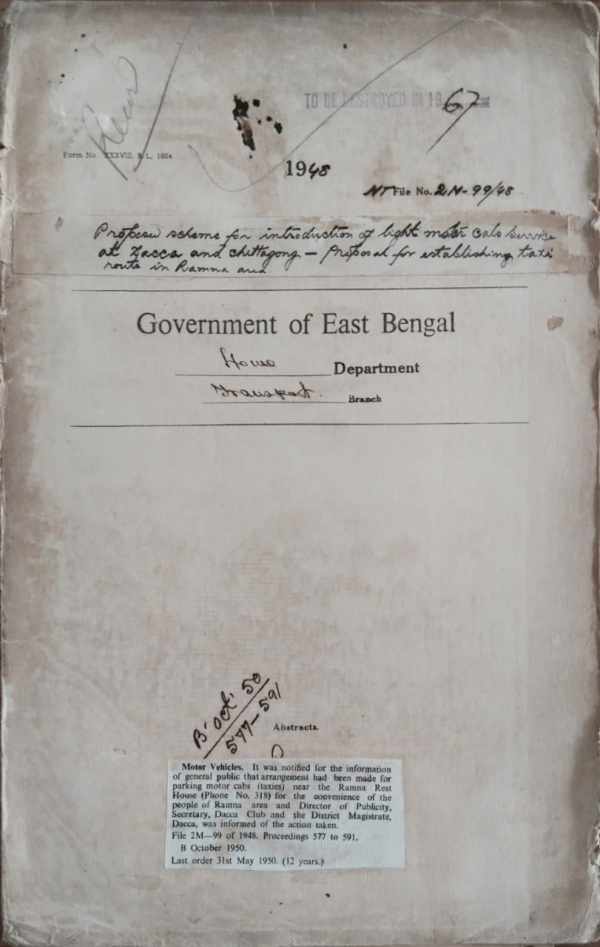 TO BE DESTROYED IN 19 67
Form No. XXXVIII, B. L., 1924
1948
File No. 2M-99/48
Propose scheme for introduction of light motor cabs service
at Dacca and chittagong — Proposal for establishing taxi
route in Ramna area.
Government of East Bengal
Home Department
Transport Branch
B' Oct' 50
577-591
Abstracts.
Motor Vehicles. It was notified for the information
of general public that arrangement had been made for
parking motor cabs (taxies) near the Ramna Rest
House (Phone No. 318) for the convenience of the
people of Ramna area and Director of Publicity,
Secretary, Dacca Club and the District Magistrate,
Dacca, was informed of the action taken.
File 2M—99 of 1948. Proceedings 577 to 591.
B October 1950.
Last order 31st May 1950. (12 years.)